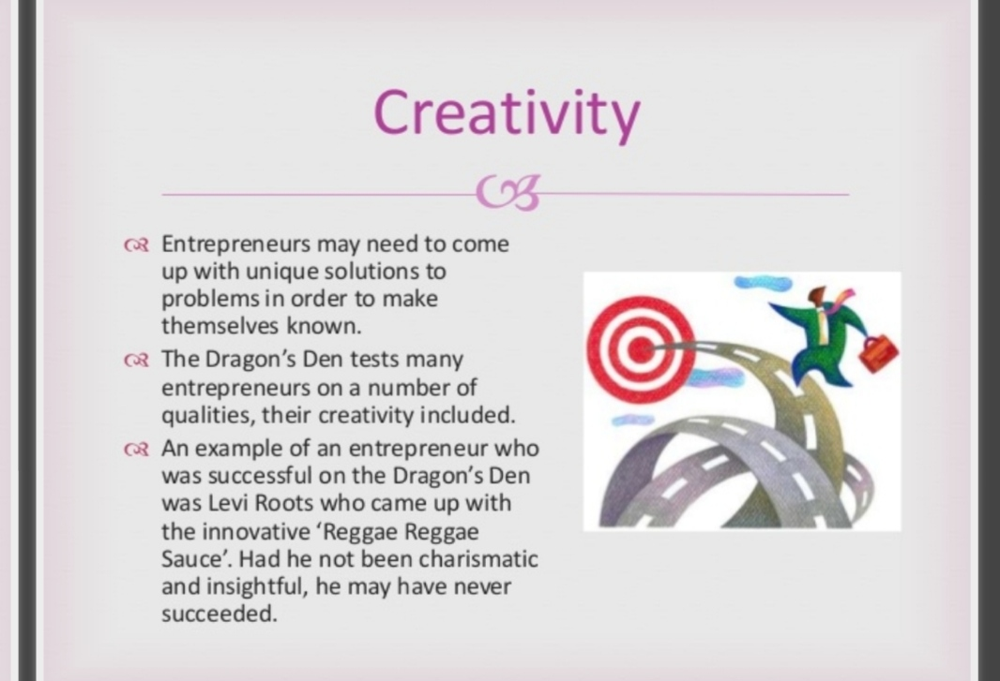 Creativity
Entrepreneurs may need to come
up with unique solutions to
problems in order to make
themselves known.
The Dragon’s Den tests many
entrepreneurs on a number of
qualities, their creativity included.
An example of an entrepreneur who
was successful on the Dragon’s Den
was Levi Roots who came up with
the innovative ‘Reggae Reggae
Sauce’. Had he not been charismatic
and insightful, he may have never
succeeded.